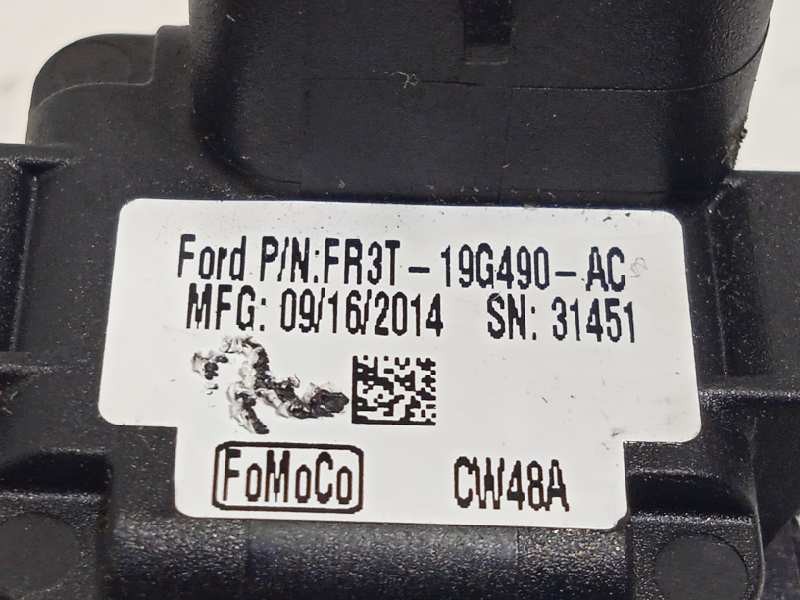 Ford P/N:FR3T-19G490-AC
MFG: 09/16/2014 SN: 31451
FoMoCo CW48A